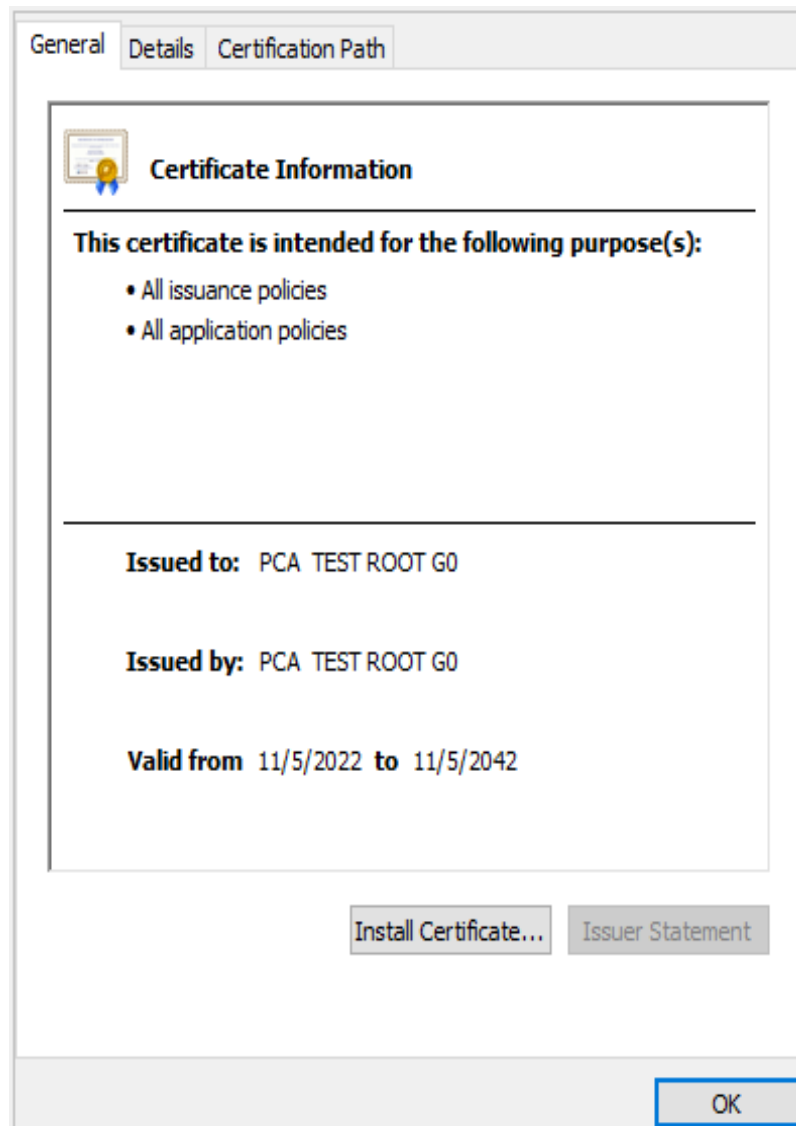 General Details Certification Path
Certificate Information
This certificate is intended for the following purpose(s):
• All issuance policies
• All application policies
Issued to: PCA TEST ROOT G0
Issued by: PCA TEST ROOT G0
Valid from 11/5/2022 to 11/5/2042
Install Certificate... Issuer Statement
OK